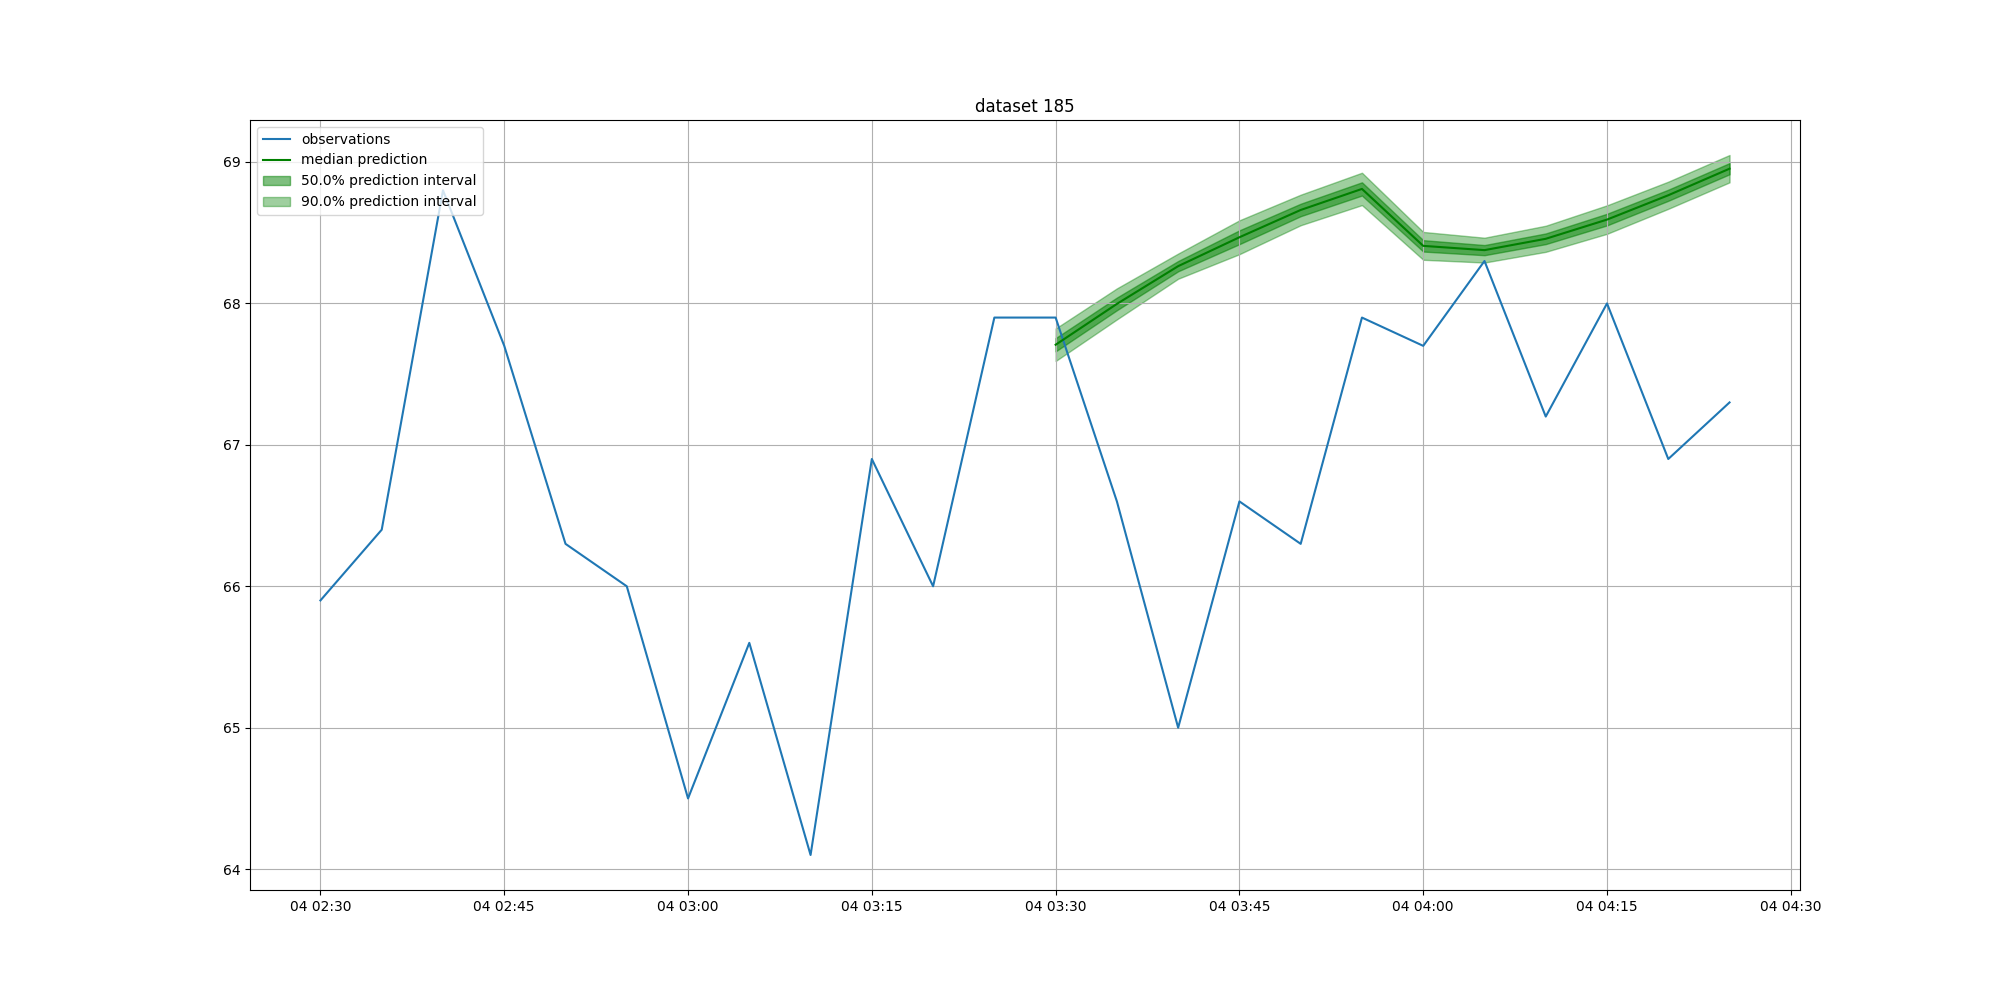 dataset 185
observations
median prediction
50.0% prediction interval
90.0% prediction interval
69
68
67
66
65
64
04 02:30 04 02:45 04 03:00 04 03:15 04 03:30 04 03:45 04 04:00 04 04:15 04 04:30